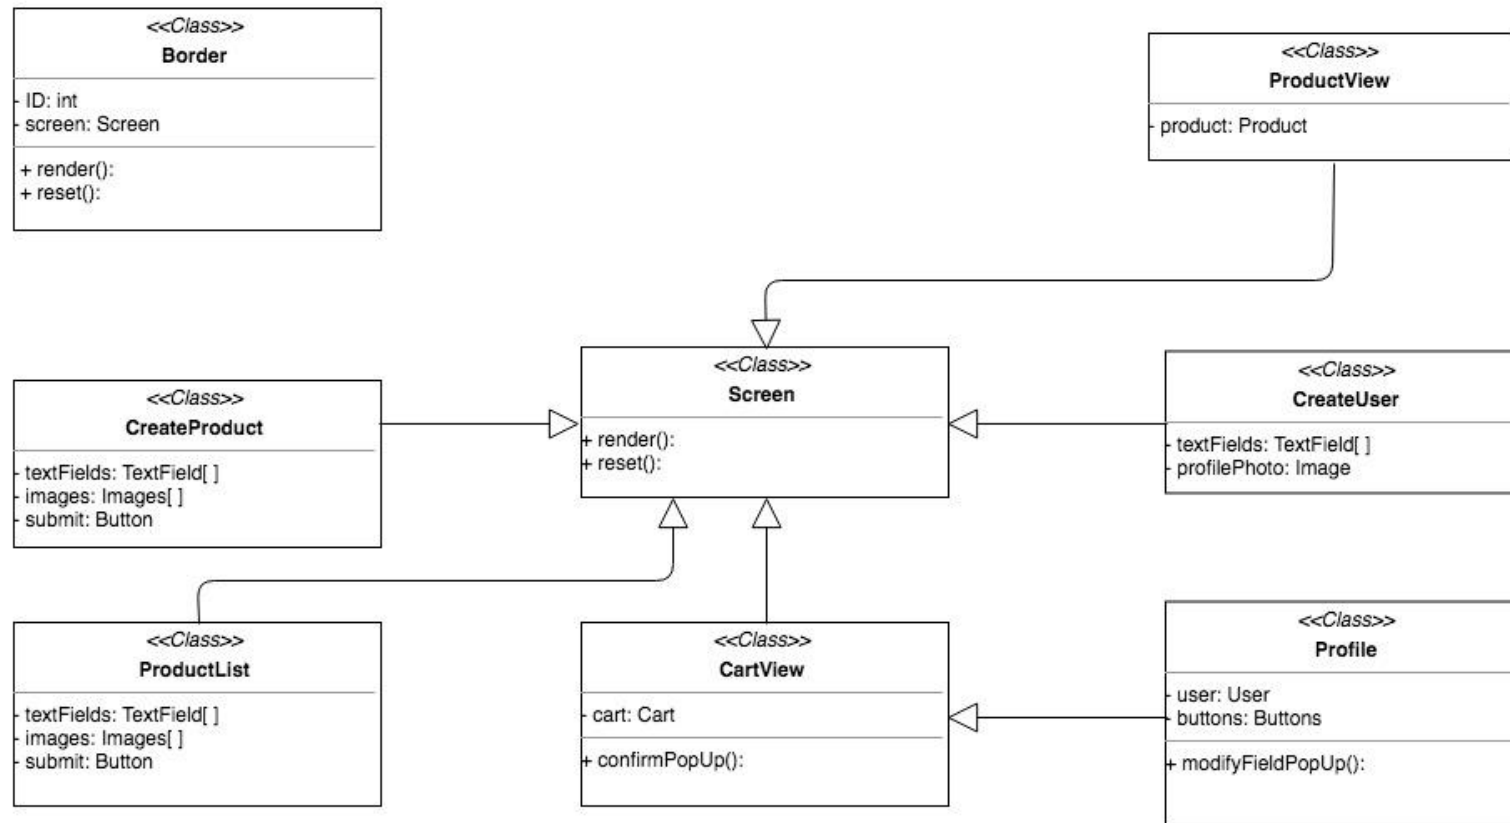 <<Class>>
Border
- ID: int
- screen: Screen
+ render():
+ reset():
<<Class>>
ProductView
- product: Product
<<Class>>
CreateProduct
- textFields: TextField[ ]
- images: Images[ ]
- submit: Button
<<Class>>
Screen
+ render():
+ reset():
<<Class>>
CreateUser
- textFields: TextField[ ]
- profilePhoto: Image
<<Class>>
ProductList
- textFields: TextField[ ]
- images: Images[ ]
- submit: Button
<<Class>>
CartView
- cart: Cart
+ confirmPopUp():
<<Class>>
Profile
- user: User
- buttons: Buttons
+ modifyFieldPopUp():